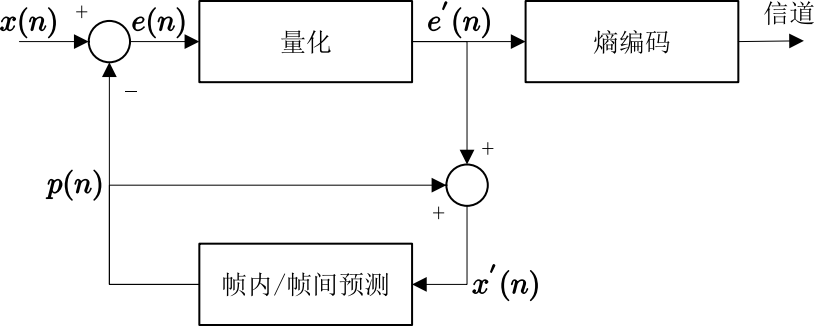 x(n)
+
e(n)
量化
e′(n)
熵编码
信道
−
+
p(n)
+
帧内/帧间预测
x′(n)